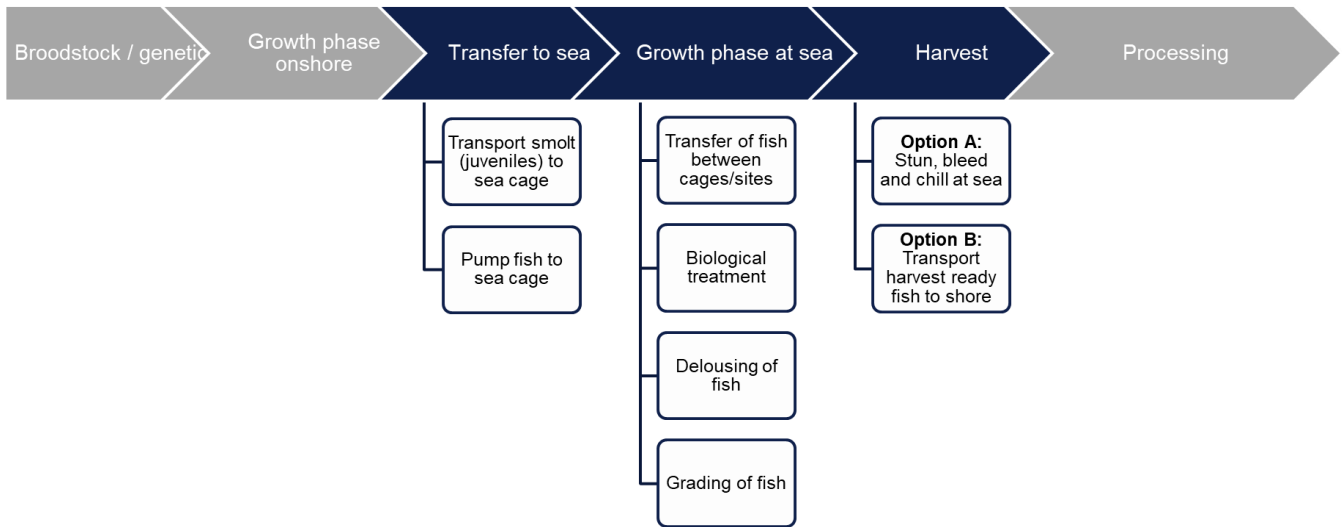 Broodstock / genetic
Growth phase
onshore
Transfer to sea
Growth phase at sea
Harvest
Processing
Transport smolt
(juveniles) to
sea cage
Pump fish to
sea cage
Transfer of fish
between
cages/sites
Biological
treatment
Delousing of
fish
Grading of fish
Option A:
Stun, bleed
and chill at sea
Option B:
Transport
harvest ready
fish to shore